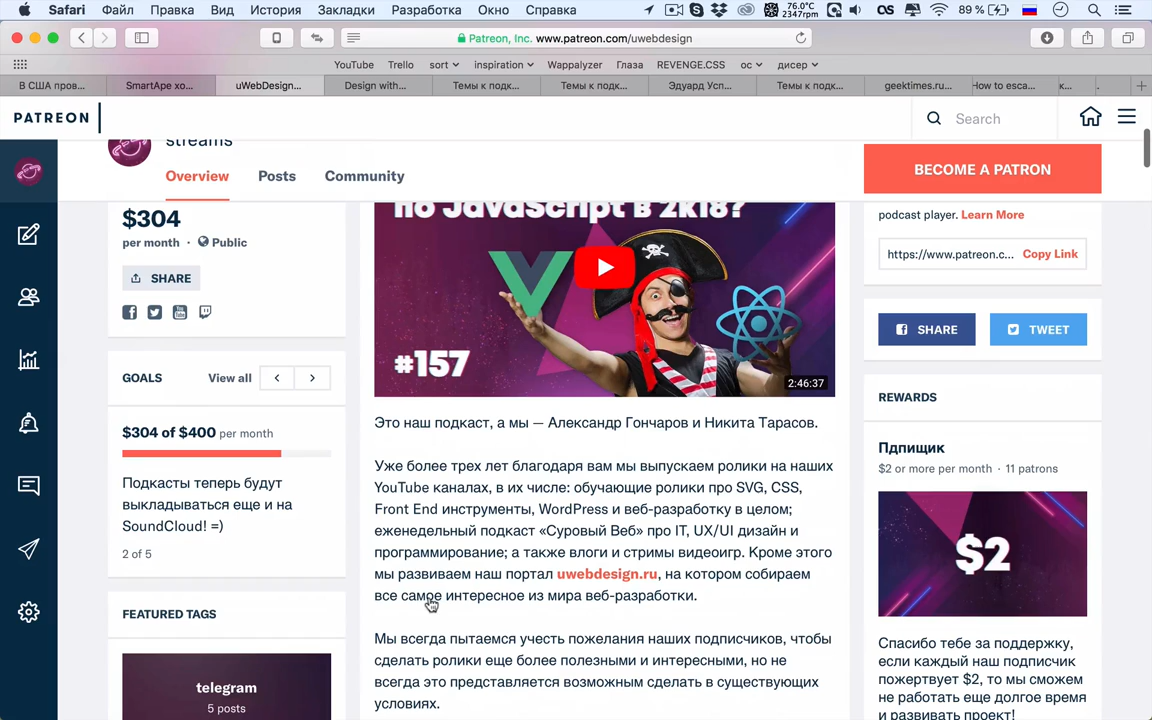 Safari Файл Правка Вид История Закладки Разработка Окно Справка 76.0°C 2347rpm 89 %
Patreon, Inc. www.patreon.com/uwebdesign
YouTube Trello sort inspiration Wappalyzer Глаза REVENGE.CSS ос дисер
В США пров... SmartApe хо... uWebDesign... Design with... Темы к подк... Темы к подк... Эдуард Усп... Темы к подк... geektimes.ru... How to esca... к...
PATREON
Search
streams
Overview Posts Community
BECOME A PATRON
$304
per month · Public
SHARE
GOALS View all
$304 of $400 per month
Подкасты теперь будут
выкладываться еще и на
SoundCloud! =)
2 of 5
FEATURED TAGS
telegram
5 posts
по JavaScript в 2k18?
#157
2:46:37
Это наш подкаст, а мы — Александр Гончаров и Никита Тарасов.
Уже более трех лет благодаря вам мы выпускаем ролики на наших
YouTube каналах, в их числе: обучающие ролики про SVG, CSS,
Front End инструменты, WordPress и веб-разработку в целом;
еженедельный подкаст «Суровый Веб» про IT, UX/UI дизайн и
программирование; а также влоги и стримы видеоигр. Кроме этого
мы развиваем наш портал uwebdesign.ru, на котором собираем
все самое интересное из мира веб-разработки.
Мы всегда пытаемся учесть пожелания наших подписчиков, чтобы
сделать ролики еще более полезными и интересными, но не
всегда это представляется возможным сделать в существующих
условиях.
podcast player. Learn More
https://www.patreon.c... Copy Link
SHARE TWEET
REWARDS
Пдпищик
$2 or more per month · 11 patrons
$2
Спасибо тебе за поддержку,
если каждый наш подписчик
пожертвует $2, то мы сможем
не работать еще долгое время
и развивать проект!